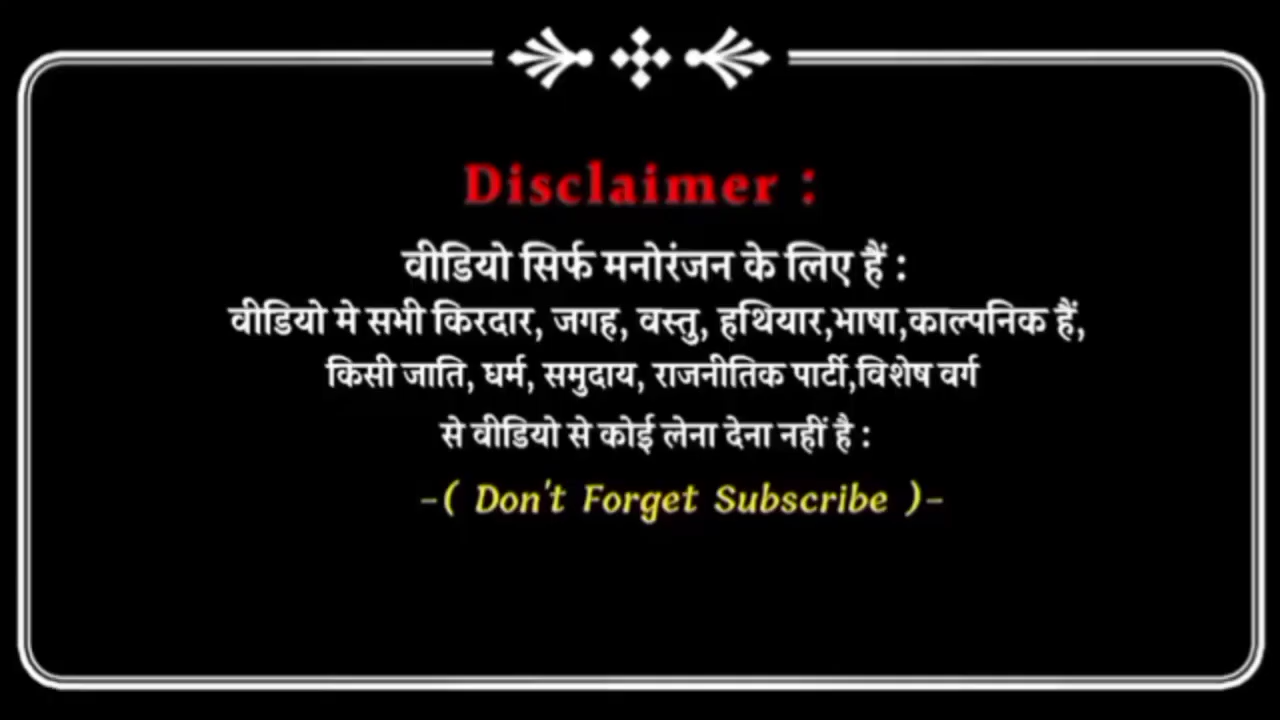 Disclaimer :
वीडियो सिर्फ मनोरंजन के लिए हैं :
वीडियो मे सभी किरदार, जगह, वस्तु, हथियार,भाषा,काल्पनिक हैं,
किसी जाति, धर्म, समुदाय, राजनीतिक पार्टी,विशेष वर्ग
से वीडियो से कोई लेना देना नहीं है :
-( Don't Forget Subscribe )-